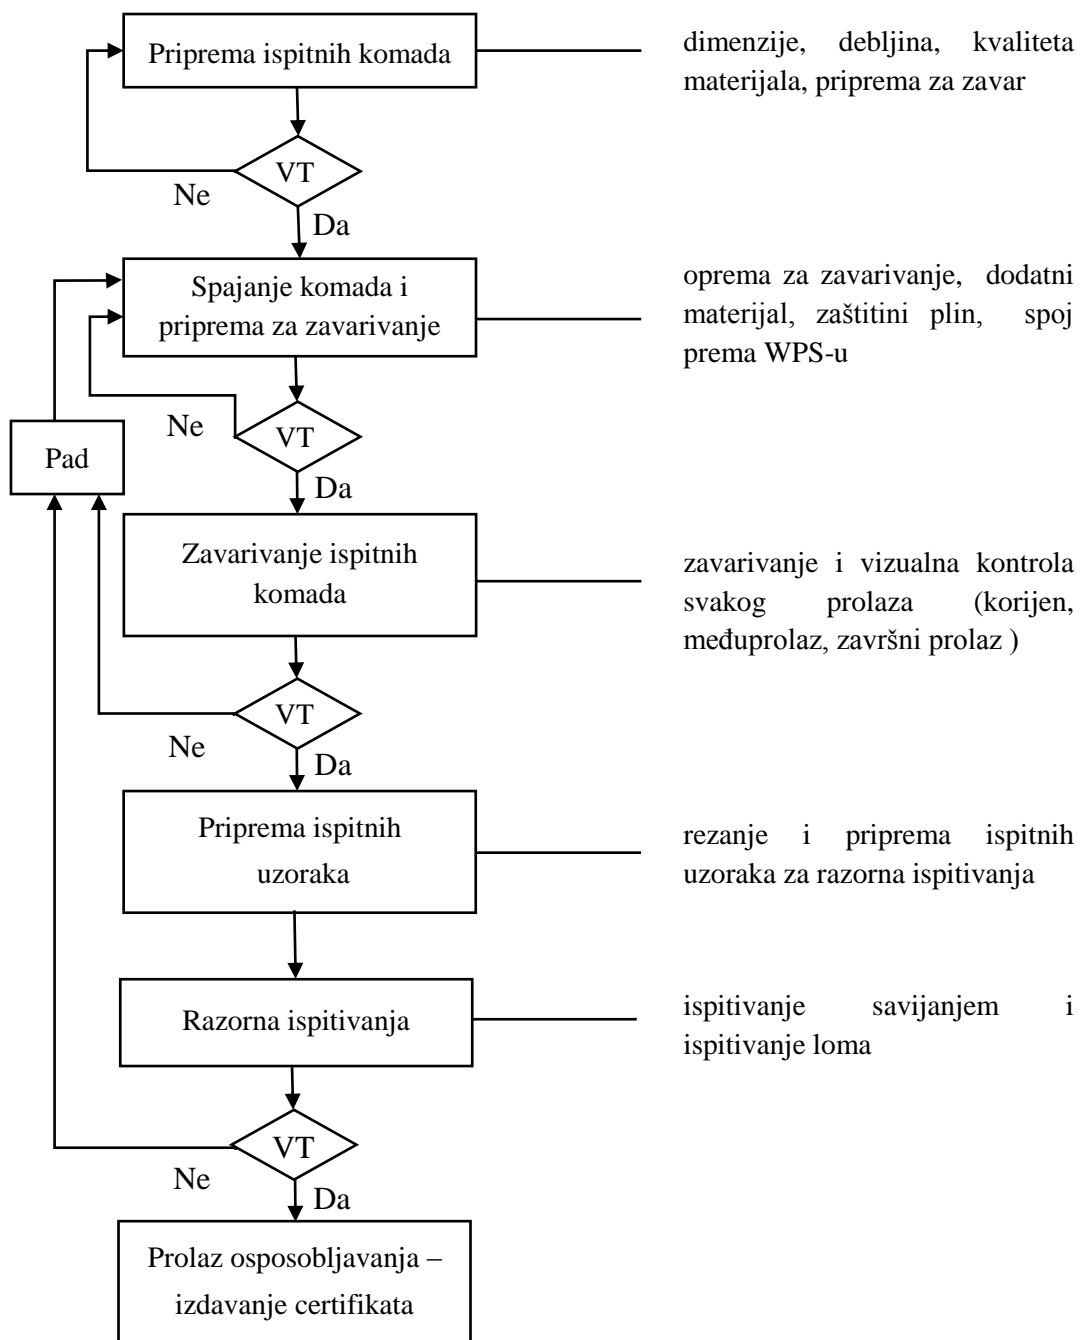 Priprema ispitnih komada
dimenzije, debljina, kvaliteta
materijala, priprema za zavar
VT
Ne
Da
Spajanje komada i
priprema za zavarivanje
oprema za zavarivanje, dodatni
materijal, zaštitini plin, spoj
prema WPS-u
Ne
VT
Pad
Da
Zavarivanje ispitnih
komada
zavarivanje i vizualna kontrola
svakog prolaza (korijen,
međuprolaz, završni prolaz )
VT
Ne
Da
Priprema ispitnih
uzoraka
rezanje i priprema ispitnih
uzoraka za razorna ispitivanja
Razorna ispitivanja
ispitivanje savijanjem i
ispitivanje loma
VT
Ne
Da
Prolaz osposobljavanja –
izdavanje certifikata